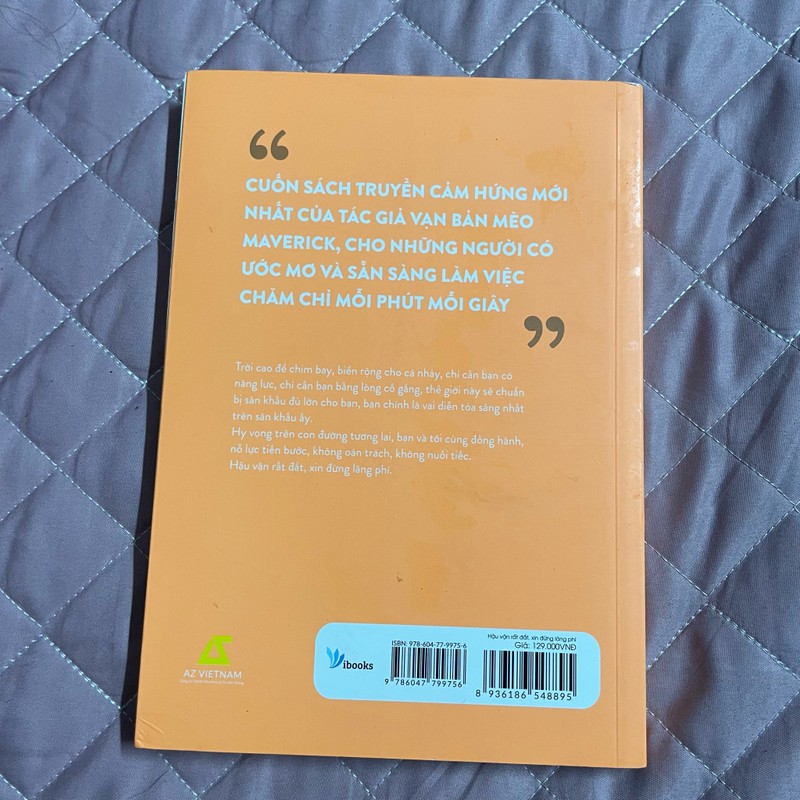 “
CUỐN SÁCH TRUYỀN CẢM HỨNG MỚI
NHẤT CỦA TÁC GIẢ VẠN BẢN MÈO
MAVERICK, CHO NHỮNG NGƯỜI CÓ
ƯỚC MƠ VÀ SẴN SÀNG LÀM VIỆC
CHĂM CHỈ MỖI PHÚT MỖI GIÂY
”
Trời cao để chim bay, biển rộng cho cá nhảy, chỉ cần bạn có
năng lực, chỉ cần bạn bằng lòng cố gắng, thế giới này sẽ chuẩn
bị sân khấu đủ lớn cho bạn, bạn chính là vai diễn tỏa sáng nhất
trên sân khấu ấy.
Hy vọng trên con đường tương lai, bạn và tôi cùng đồng hành,
nỗ lực tiến bước, không oán trách, không nuối tiếc.
Hậu vận rất đắt, xin đừng lãng phí.
AZ VIETNAM
ibooks
ISBN: 978-604-77-9975-6
9 786047 799756
Hậu vận rất đắt, xin đừng lãng phí
Giá: 129.000VNĐ
8 936186 548895